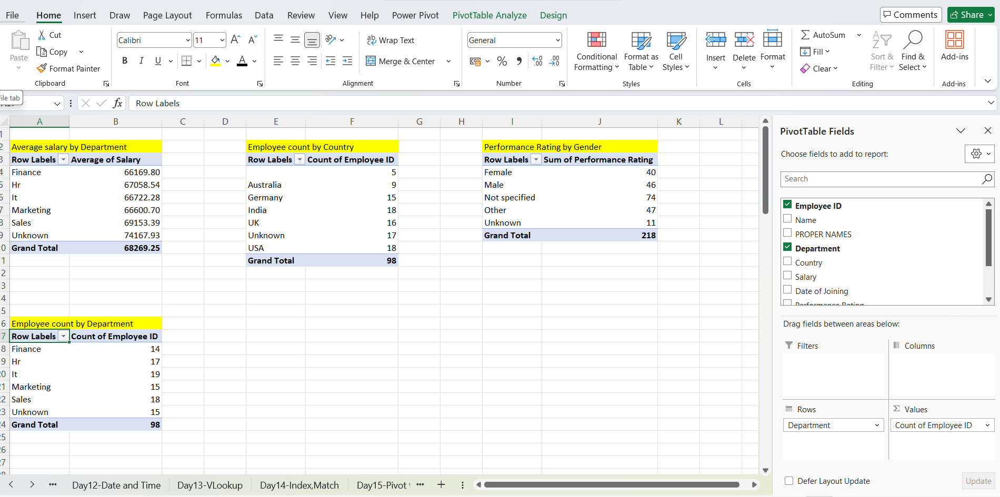 File Home Insert Draw Page Layout Formulas Data Review View Help Power Pivot PivotTable Analyze Design Comments Share
Paste Cut Copy Format Painter Clipboard
Calibri 11 B I U A Font
Wrap Text Merge & Center Alignment
General % Number
Conditional Formatting Format as Table Cell Styles Styles
Insert Delete Format Cells
AutoSum Fill Clear Sort & Filter Find & Select Editing
Add-ins Add-ins
File tab
fx Row Labels
A B C D E F G H I J K L
Average salary by Department Employee count by Country Performance Rating by Gender
Row Labels Average of Salary Row Labels Count of Employee ID Row Labels Sum of Performance Rating
Finance 66169.80 5 Female 40
Hr 67058.54 Australia 9 Male 46
It 66722.28 Germany 15 Not specified 74
Marketing 66600.70 India 18 Other 47
Sales 69153.39 UK 16 Unknown 11
Unknown 74167.93 Unknown 17 Grand Total 218
Grand Total 68269.25 USA 18
Grand Total 98
Employee count by Department
Row Labels Count of Employee ID
Finance 14
Hr 17
It 19
Marketing 15
Sales 18
Unknown 15
Grand Total 98
PivotTable Fields
Choose fields to add to report:
Search
Employee ID
Name
PROPER NAMES
Department
Country
Salary
Date of Joining
Performance Rating
Drag fields between areas below:
Filters Columns
Rows Values
Department Count of Employee ID
Defer Layout Update Update
Day12-Date and Time Day13-VLookup Day14-Index,Match Day15-Pivot